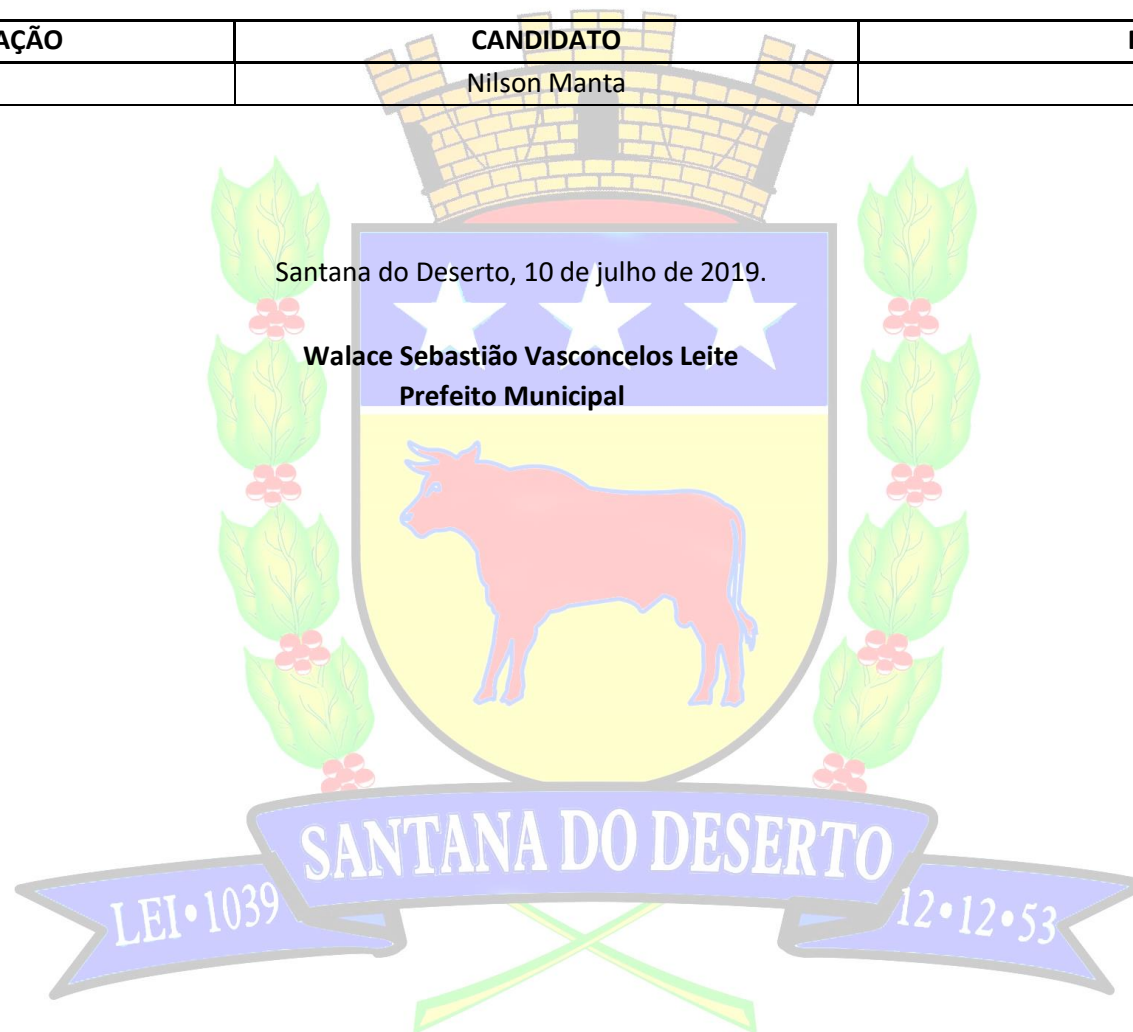 AÇÃO CANDIDATO
Nilson Manta
Santana do Deserto, 10 de julho de 2019.
Walace Sebastião Vasconcelos Leite
Prefeito Municipal
SANTANA DO DESERTO
LEI•1039 12•12•53